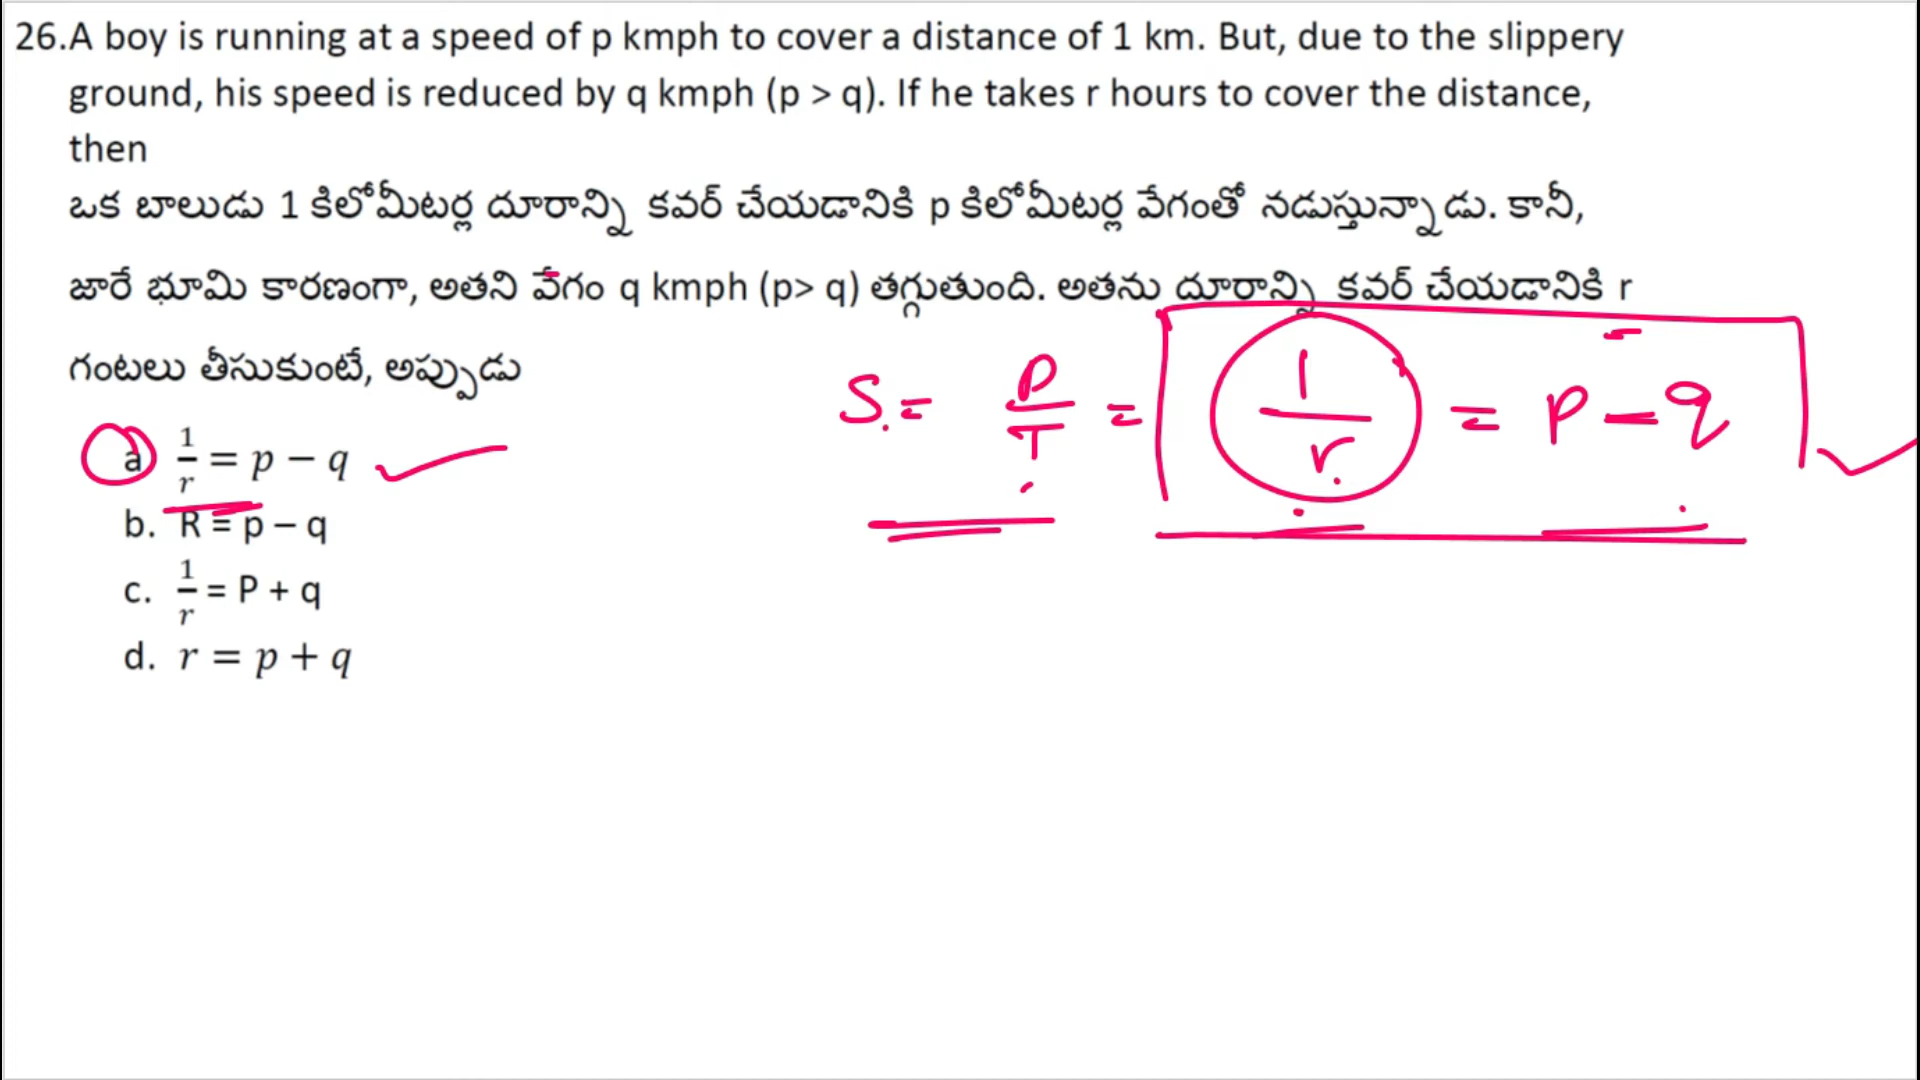 26.A boy is running at a speed of p kmph to cover a distance of 1 km. But, due to the slippery
ground, his speed is reduced by q kmph (p > q). If he takes r hours to cover the distance,
then
ఒక బాలుడు 1 కిలోమీటర్ల దూరాన్ని కవర్ చేయడానికి p కిలోమీటర్ల వేగంతో నడుస్తున్నాడు. కానీ,
జారే భూమి కారణంగా, అతని వేగం q kmph (p> q) తగ్గుతుంది. అతను దూరాన్ని కవర్ చేయడానికి r
గంటలు తీసుకుంటే, అప్పుడు
S = P/T = 1/r = p - q
a 1/r = p − q
b. R = p – q
c. 1/r = P + q
d. r = p + q